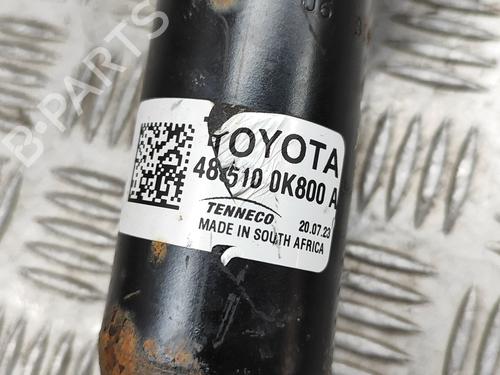 TOYOTA
48510 0K800 A
TENNECO
20.07.23
MADE IN SOUTH AFRICA
B-PARTS